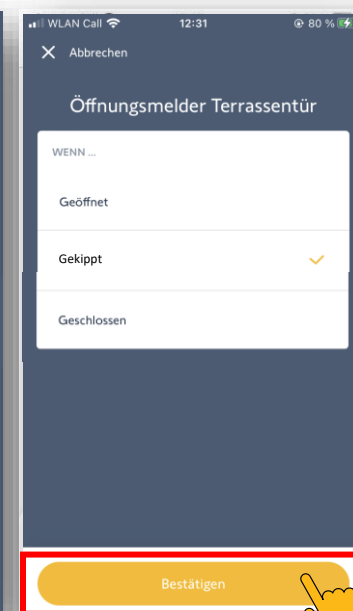 WLAN Call 12:31 80 %
Abbrechen
Öffnungsmelder Terrassentür
WENN ...
Geöffnet
Gekippt
Geschlossen
Bestätigen